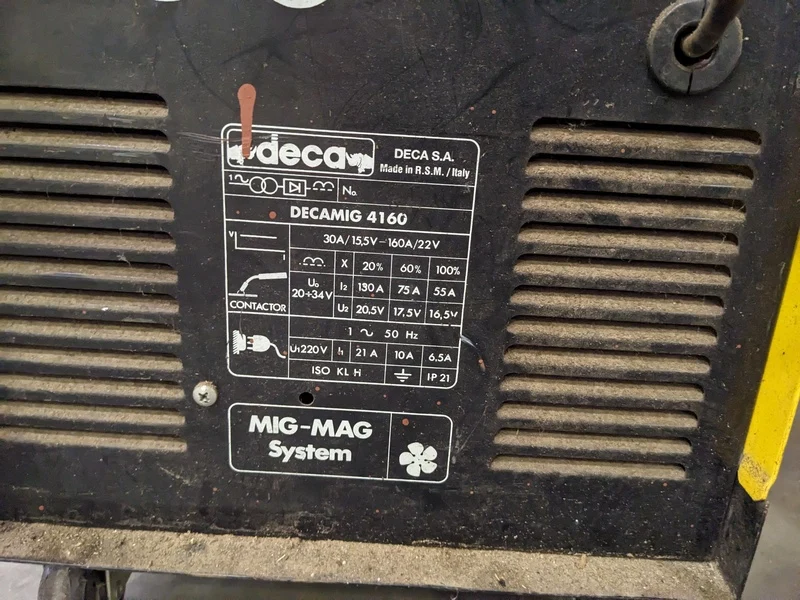 deca
DECA S.A.
Made in R.S.M. / Italy
1~ No.
DECAMIG 4160
V
30A/15,5V-160A/22V
I
X 20% 60% 100%
U₀ 20÷34V
I2 130A 75A 55A
CONTACTOR
U2 20.5V 17,5V 16,5V
1 ~ 50 Hz
U1 220V I1 21A 10A 6,5A
ISO KL H IP 21
MIG-MAG
System